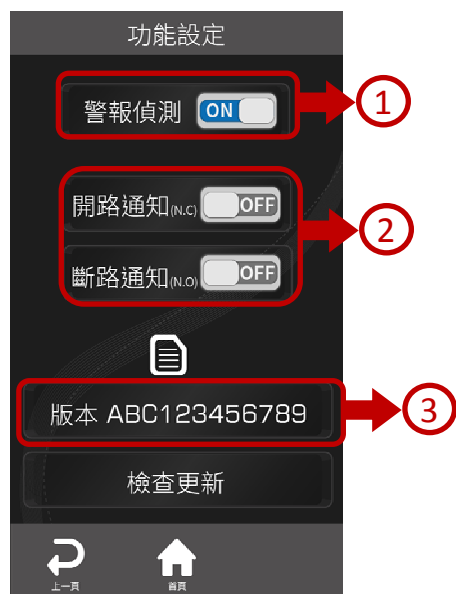 功能設定
警報偵測 ON
1
開路通知(N.C) OFF
2
斷路通知(N.O) OFF
版本 ABC123456789
3
檢查更新
上一頁 首頁